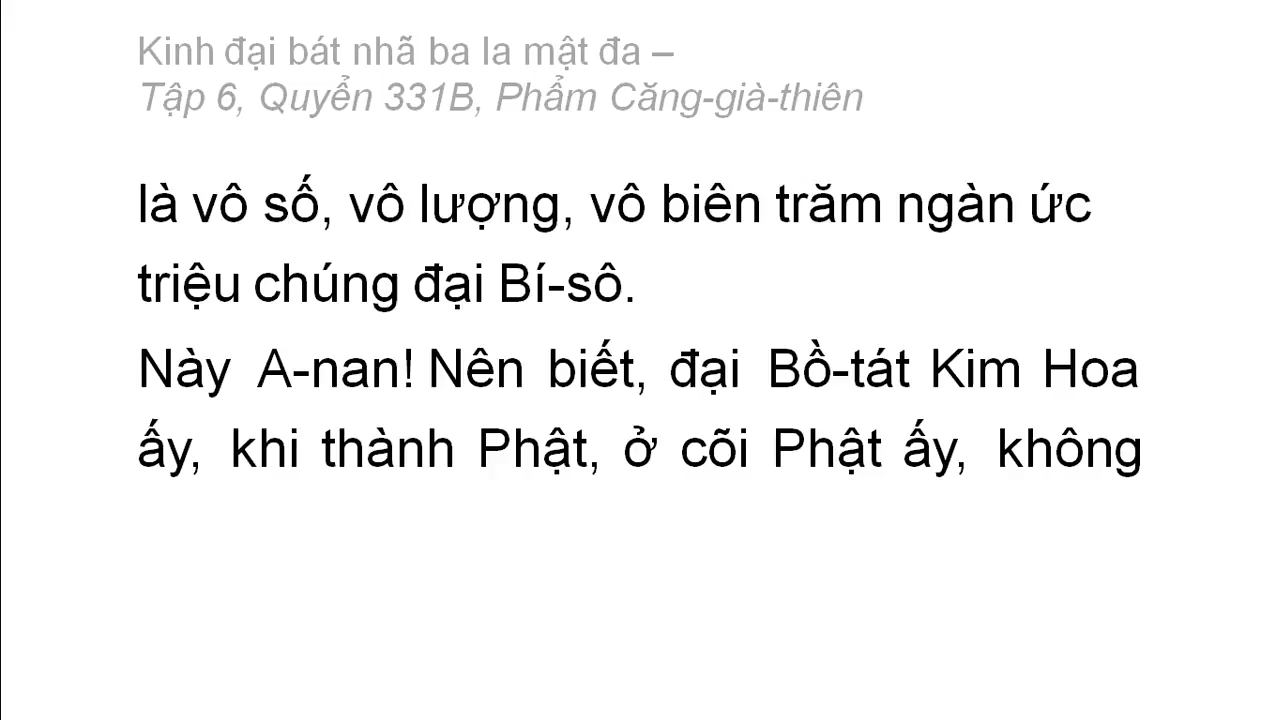 Kinh đại bát nhã ba la mật đa –
Tập 6, Quyển 331B, Phẩm Căng-già-thiên
là vô số, vô lượng, vô biên trăm ngàn ức
triệu chúng đại Bí-sô.
Này A-nan! Nên biết, đại Bồ-tát Kim Hoa
ấy, khi thành Phật, ở cõi Phật ấy, không